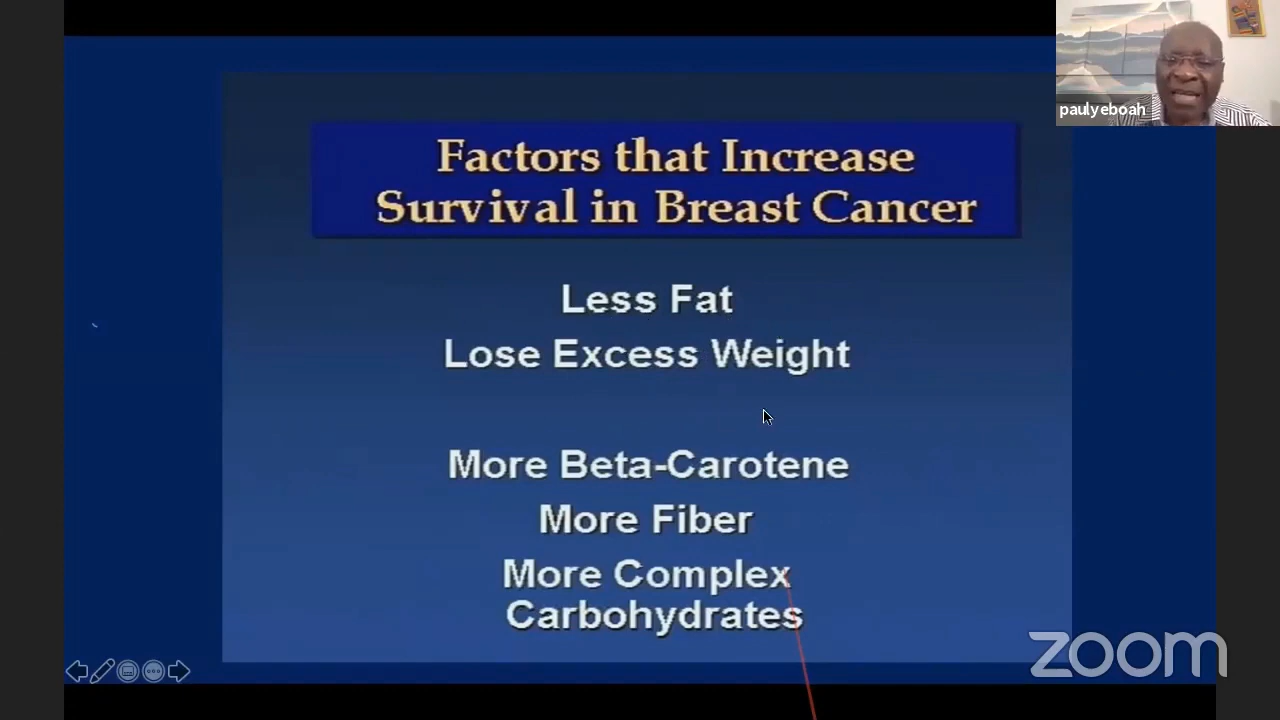 paulyeboah
Factors that Increase
Survival in Breast Cancer
Less Fat
Lose Excess Weight
More Beta-Carotene
More Fiber
More Complex
Carbohydrates
zoom